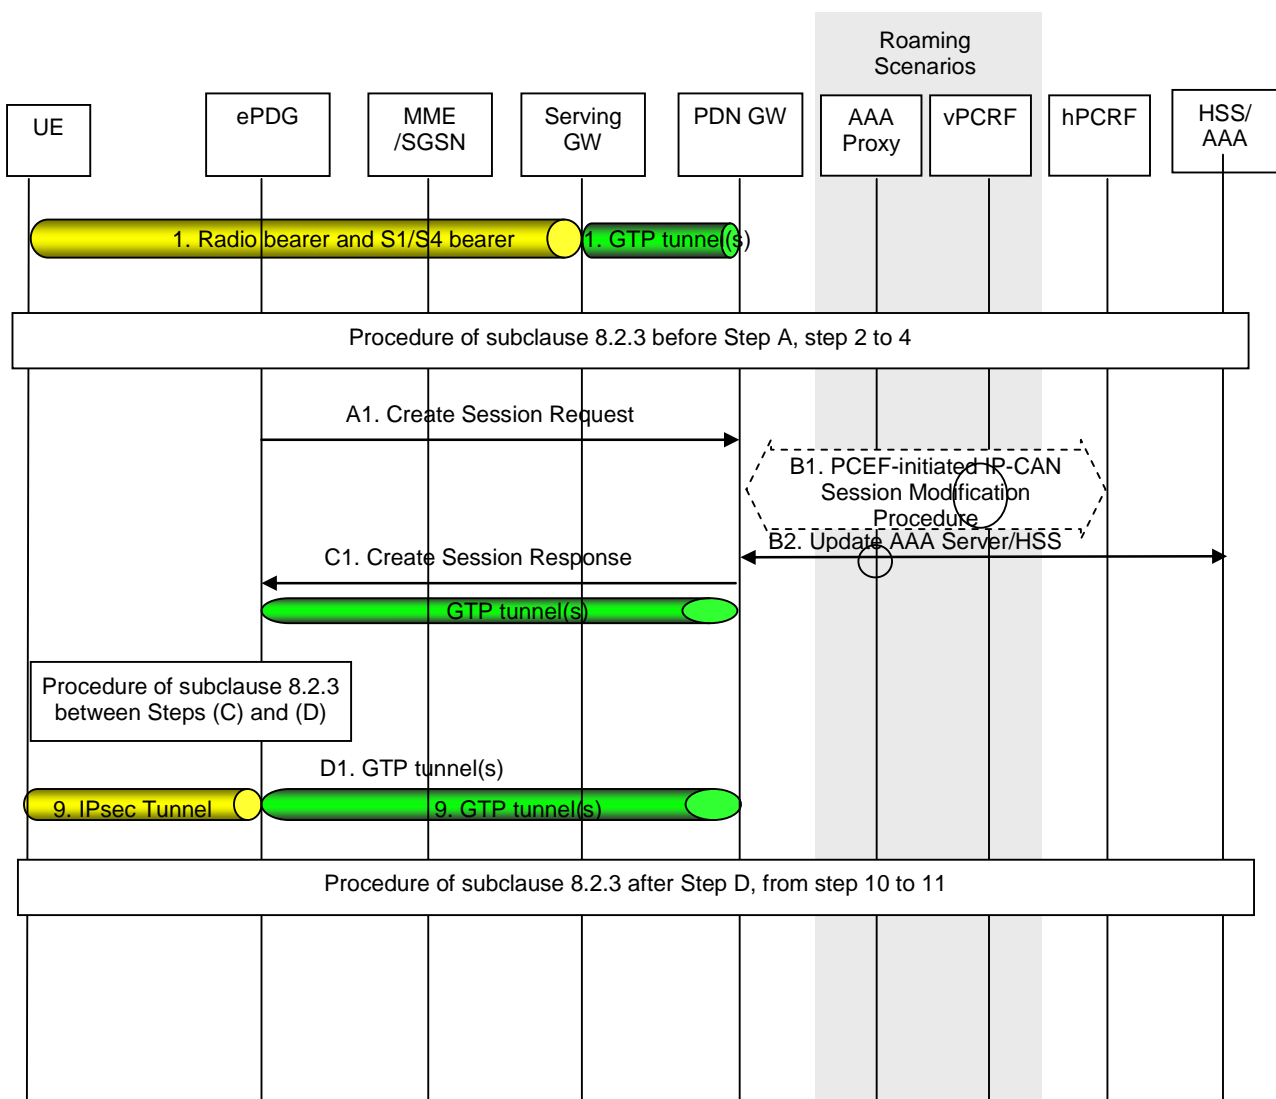 Roaming
Scenarios
UE
ePDG
MME
/SGSN
Serving
GW
PDN GW
AAA
Proxy
vPCRF
hPCRF
HSS/
AAA
1. Radio bearer and S1/S4 bearer
1. GTP tunnel(s)
Procedure of subclause 8.2.3 before Step A, step 2 to 4
A1. Create Session Request
B1. PCEF-initiated IP-CAN
Session Modification
Procedure
B2. Update AAA Server/HSS
C1. Create Session Response
GTP tunnel(s)
Procedure of subclause 8.2.3
between Steps (C) and (D)
D1. GTP tunnel(s)
9. IPsec Tunnel
9. GTP tunnel(s)
Procedure of subclause 8.2.3 after Step D, from step 10 to 11